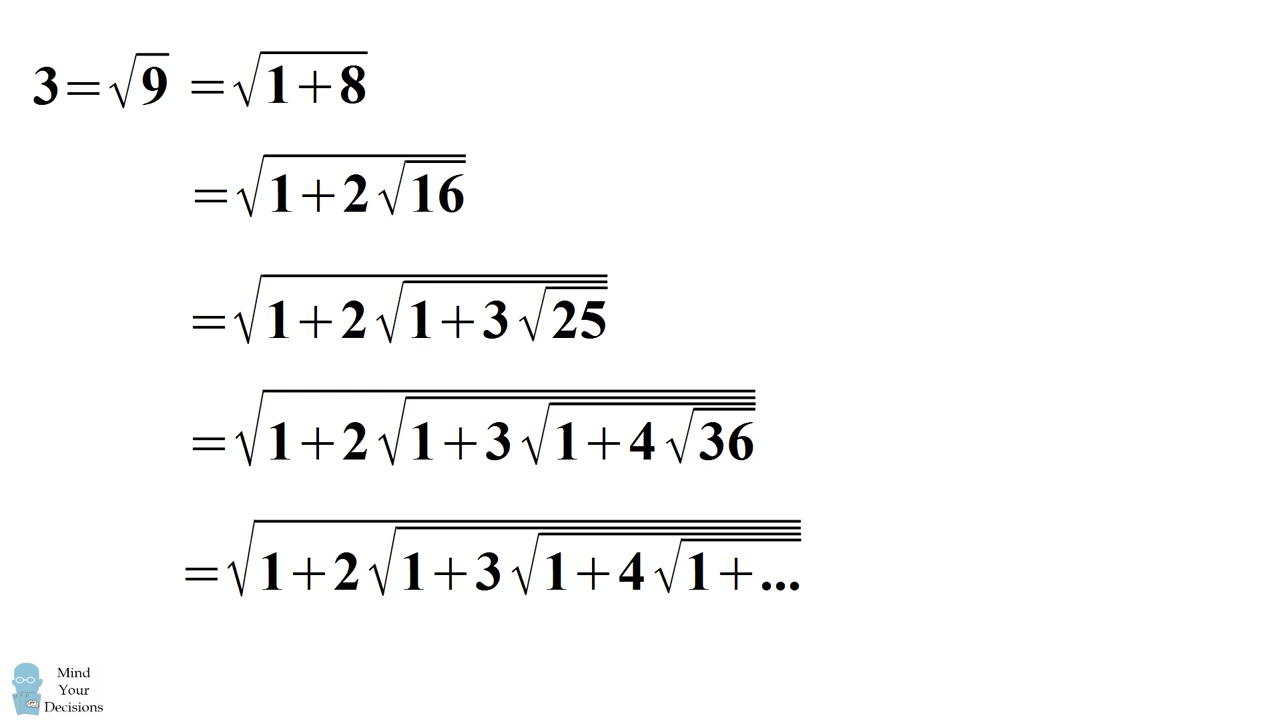 3=√9 =√(1+8)
=√(1+2√16)
=√(1+2√(1+3√25))
=√(1+2√(1+3√(1+4√36)))
=√(1+2√(1+3√(1+4√(1+...))))
Mind
Your
Decisions